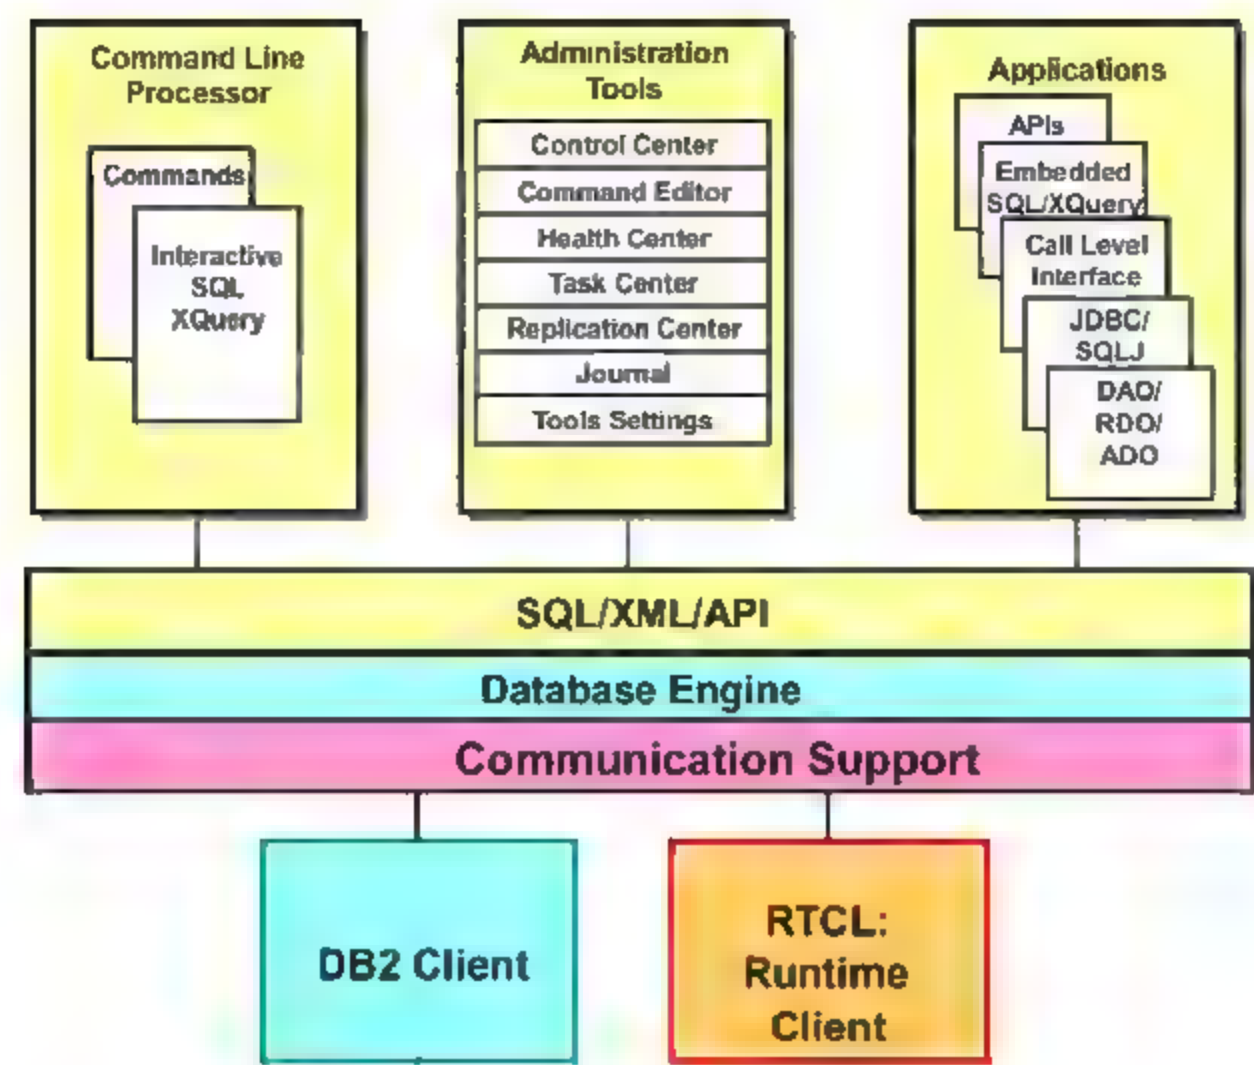 Command Line
Processor
Commands
Interactive
SQL
XQuery
Administration
Tools
Control Center
Command Editor
Health Center
Task Center
Replication Center
Journal
Tools Settings
Applications
APIs
Embedded
SQL/XQuery
Call Level
Interface
JDBC/
SQLJ
DAO/
RDO/
ADO
SQL/XML/API
Database Engine
Communication Support
DB2 Client
RTCL:
Runtime
Client